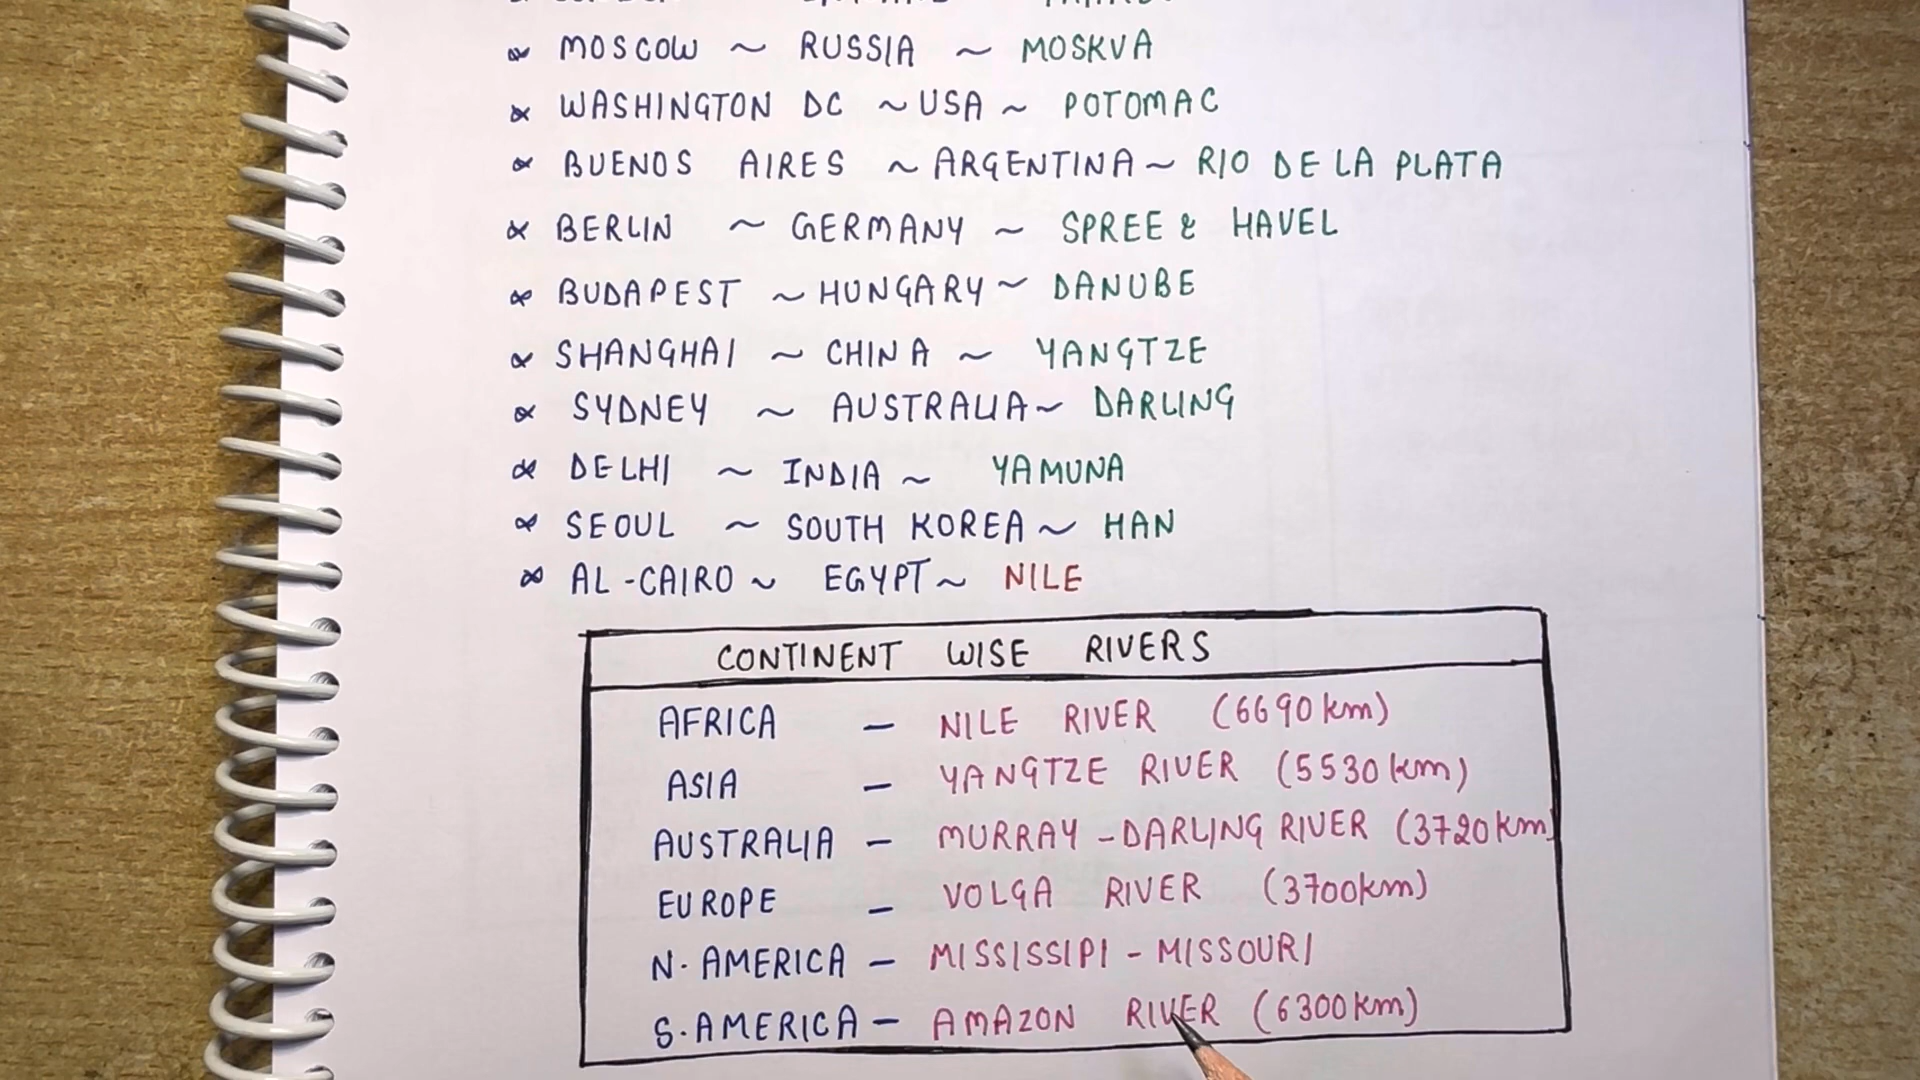 MOSCOW ~ RUSSIA ~ MOSKVA
WASHINGTON DC ~ USA ~ POTOMAC
BUENOS AIRES ~ ARGENTINA ~ RIO DE LA PLATA
BERLIN ~ GERMANY ~ SPREE & HAVEL
BUDAPEST ~ HUNGARY ~ DANUBE
SHANGHAI ~ CHINA ~ YANGTZE
SYDNEY ~ AUSTRALIA ~ DARLING
DELHI ~ INDIA ~ YAMUNA
SEOUL ~ SOUTH KOREA ~ HAN
AL-CAIRO ~ EGYPT ~ NILE
CONTINENT WISE RIVERS
AFRICA - NILE RIVER (6690 km)
ASIA - YANGTZE RIVER (5530 km)
AUSTRALIA - MURRAY - DARLING RIVER (3720 km
EUROPE - VOLGA RIVER (3700km)
N. AMERICA - MISSISSIPI - MISSOURI
S. AMERICA - AMAZON RIVER (6300 km)